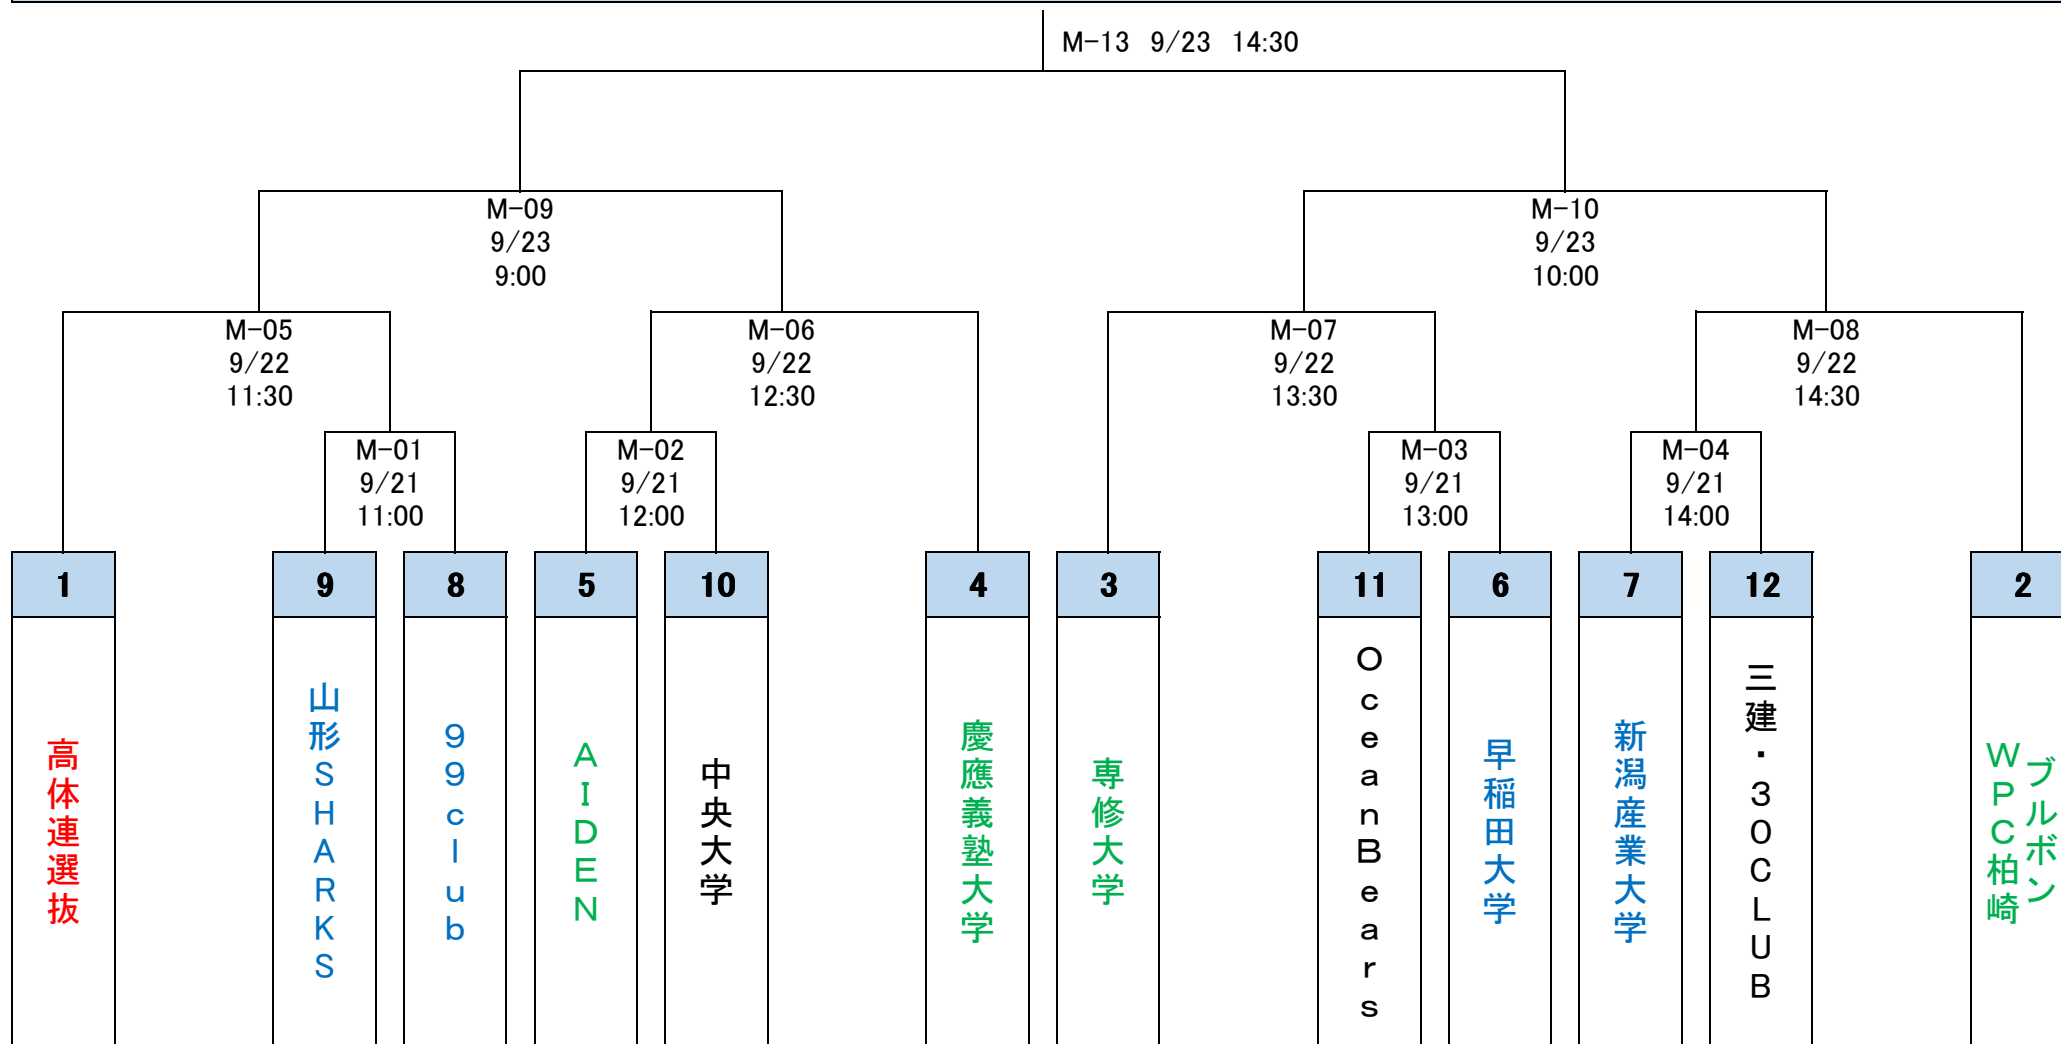 M-13 9/23 14:30
M-09
9/23
9:00
M-10
9/23
10:00
M-05
9/22
11:30
M-06
9/22
12:30
M-07
9/22
13:30
M-08
9/22
14:30
M-01
9/21
11:00
M-02
9/21
12:00
M-03
9/21
13:00
M-04
9/21
14:00
1
高体連選抜
9
山形SHARKS
8
99club
5
AIDEN
10
中央大学
4
慶應義塾大学
3
専修大学
11
OceanBears
6
早稲田大学
7
新潟産業大学
12
三建・30CLUB
2
ブルボン
WPC柏崎